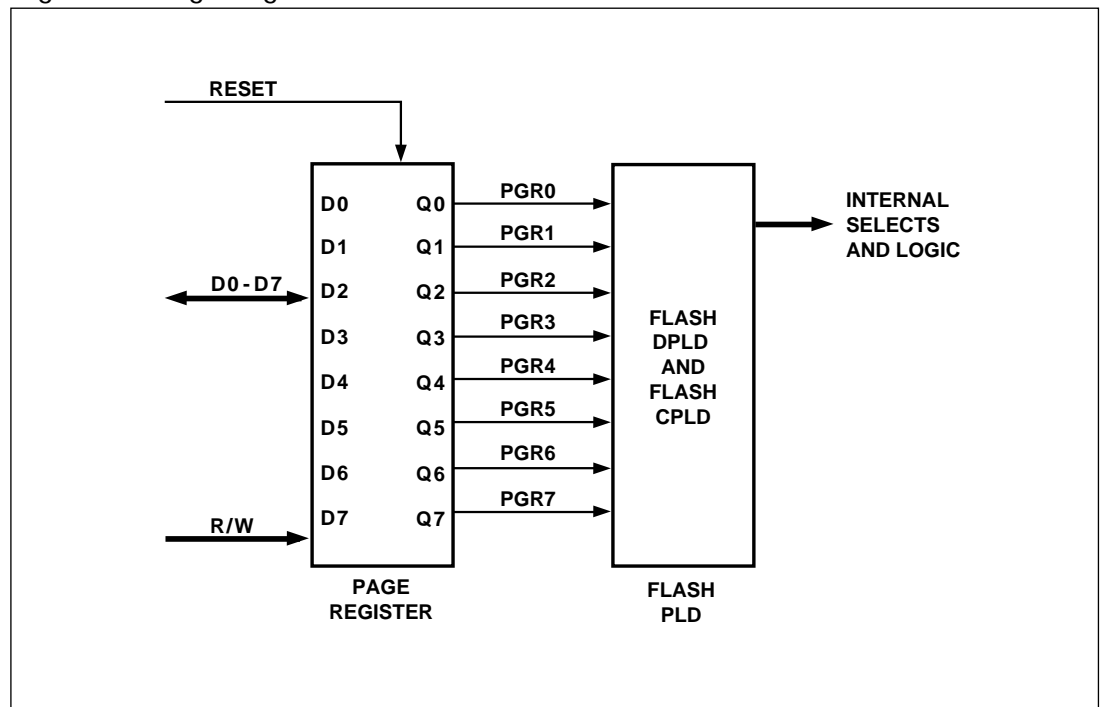 RESET
D0
Q0
PGR0
D1
Q1
PGR1
D0-D7
D2
Q2
PGR2
D3
Q3
PGR3
D4
Q4
PGR4
D5
Q5
PGR5
D6
Q6
PGR6
R/W
D7
Q7
PGR7
PAGE
REGISTER
FLASH
DPLD
AND
FLASH
CPLD
FLASH
PLD
INTERNAL
SELECTS
AND LOGIC